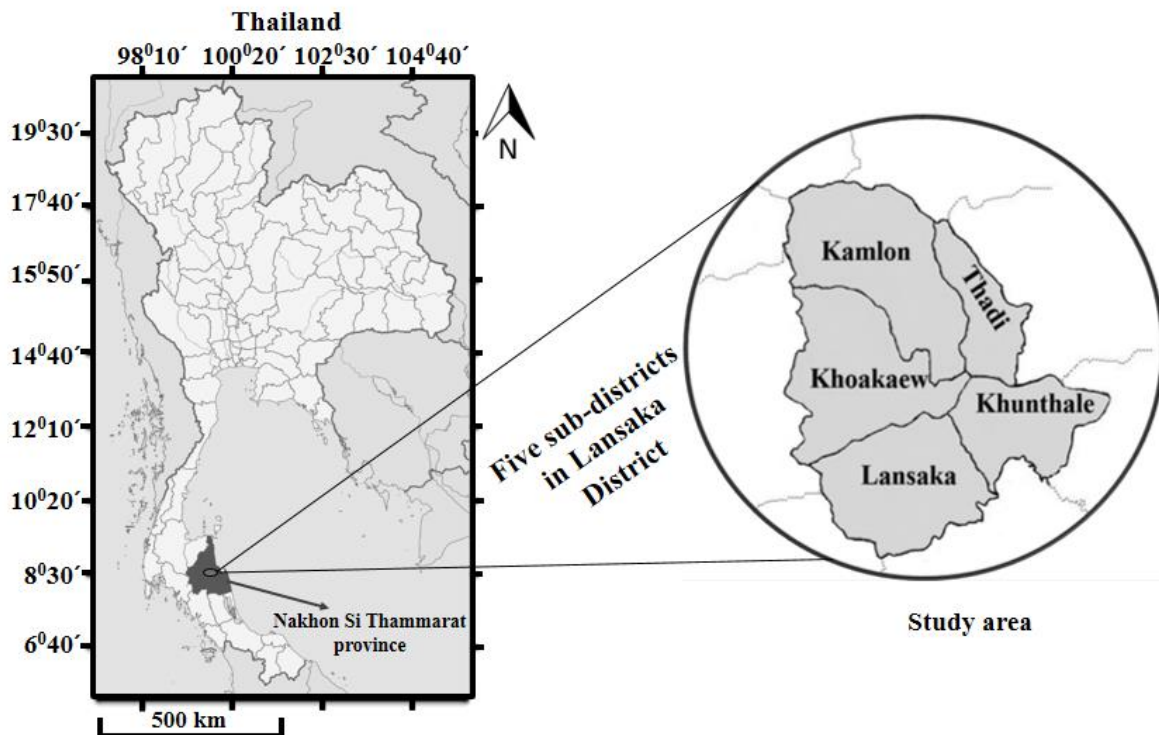 Thailand
98⁰10´ 100⁰20´ 102⁰30´ 104⁰40´
19⁰30´
17⁰40´
15⁰50´
14⁰40´
12⁰10´
10⁰20´
8⁰30´
6⁰40´
N
Nakhon Si Thammarat
province
500 km
Five sub-districts
in Lansaka
District
Kamlon
Thadi
Khoakaew
Khunthale
Lansaka
Study area